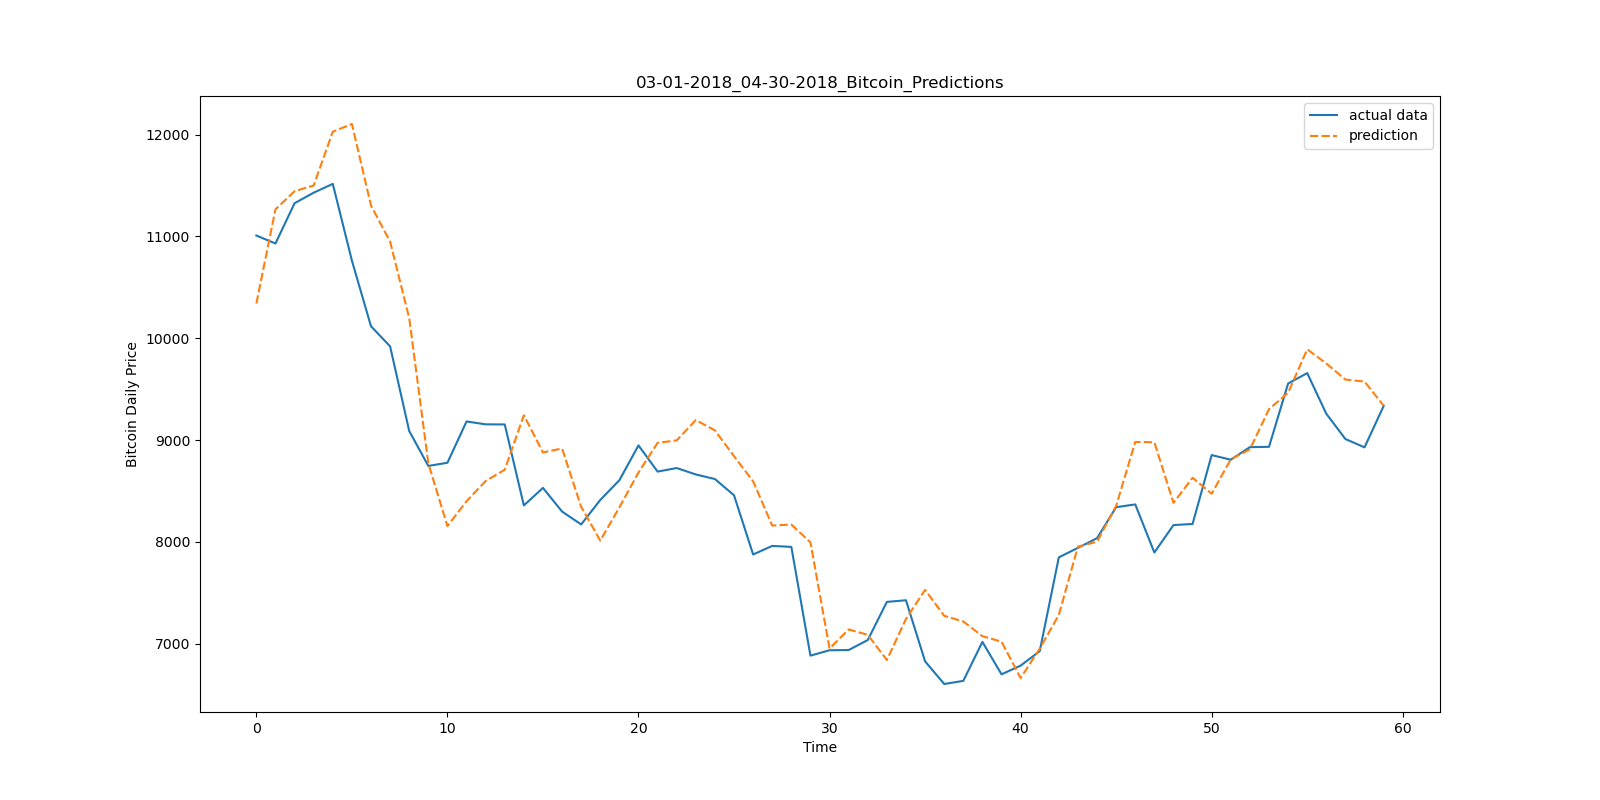 03-01-2018_04-30-2018_Bitcoin_Predictions
actual data
prediction
12000
11000
10000
9000
8000
7000
Bitcoin Daily Price
0 10 20 30 40 50 60
Time